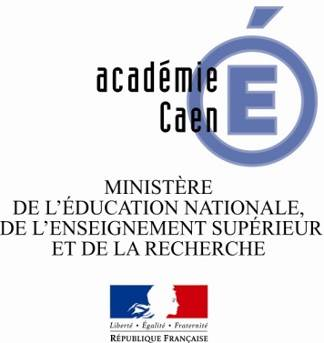 académie
Caen
É
MINISTÈRE
DE L'ÉDUCATION NATIONALE,
DE L'ENSEIGNEMENT SUPÉRIEUR
ET DE LA RECHERCHE
Liberté • Égalité • Fraternité
RÉPUBLIQUE FRANÇAISE